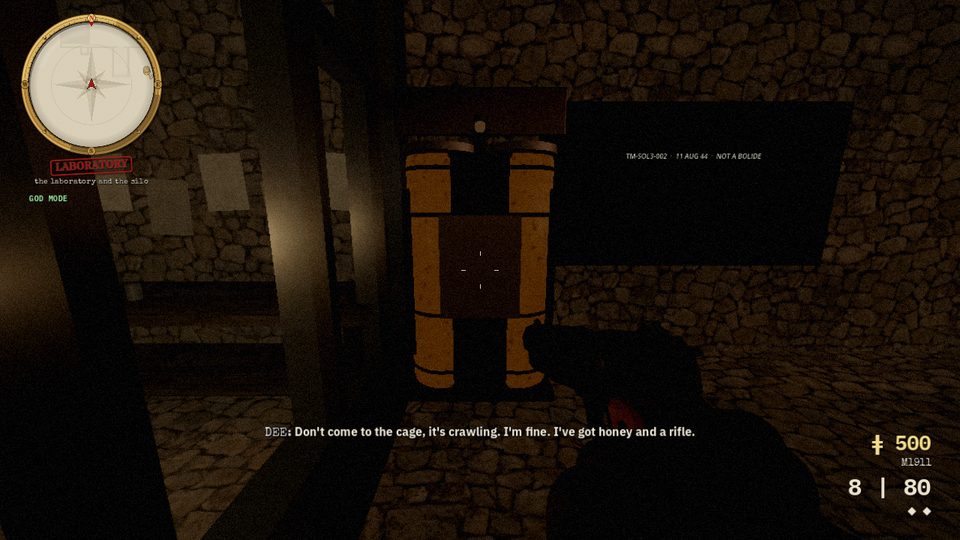 LABORATORY
the laboratory and the silo
GOD MODE
TM-SOL3-002 · 11 AUG 44 · NOT A BOLIDE
DEE: Don't come to the cage, it's crawling. I'm fine. I've got honey and a rifle.
500
M1911
8 | 80